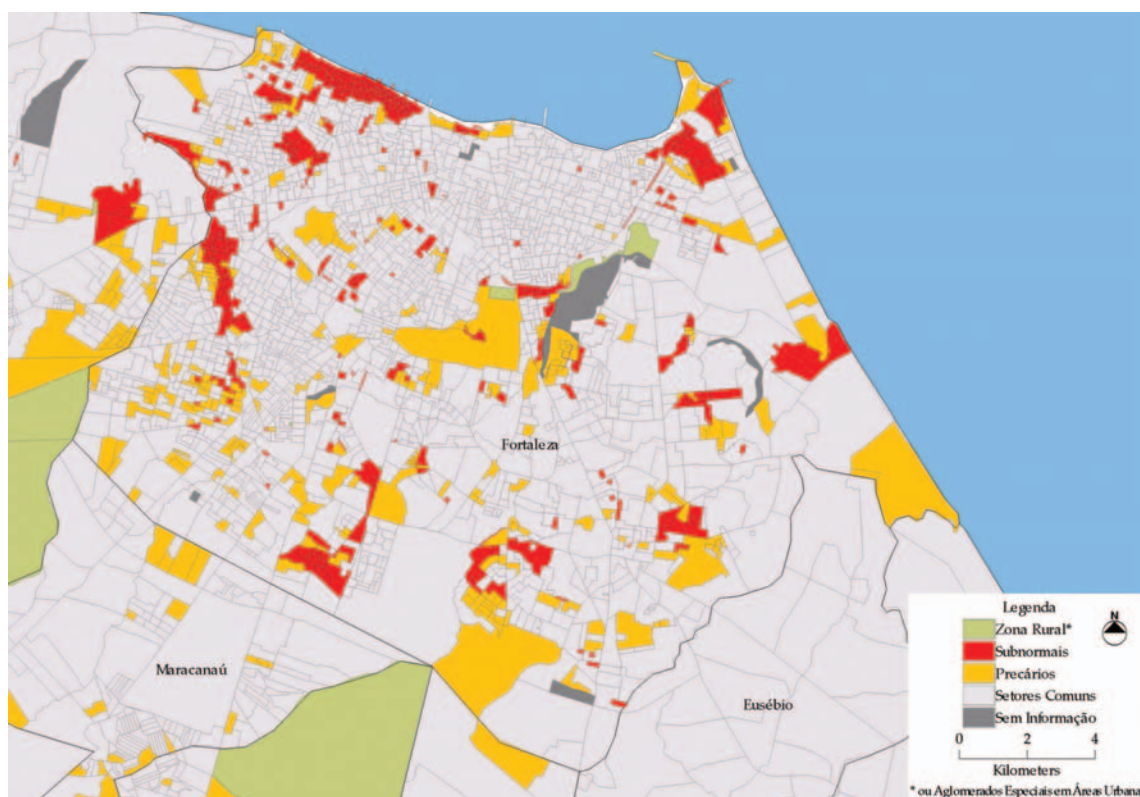 Fortaleza
Maracanaú
Eusébio
Legenda
N
Zona Rural*
Subnormais
Precários
Setores Comuns
Sem Informação
0 2 4
Kilometers
* ou Aglomerados Especiais em Áreas Urbana